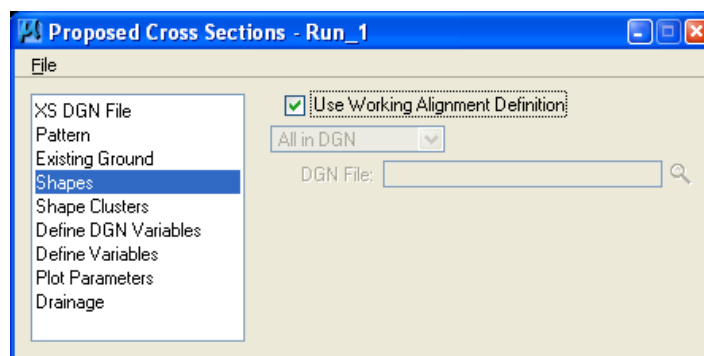 Proposed Cross Sections - Run_1
File
XS DGN File
Pattern
Existing Ground
Shapes
Shape Clusters
Define DGN Variables
Define Variables
Plot Parameters
Drainage
Use Working Alignment Definition
All in DGN
DGN File: